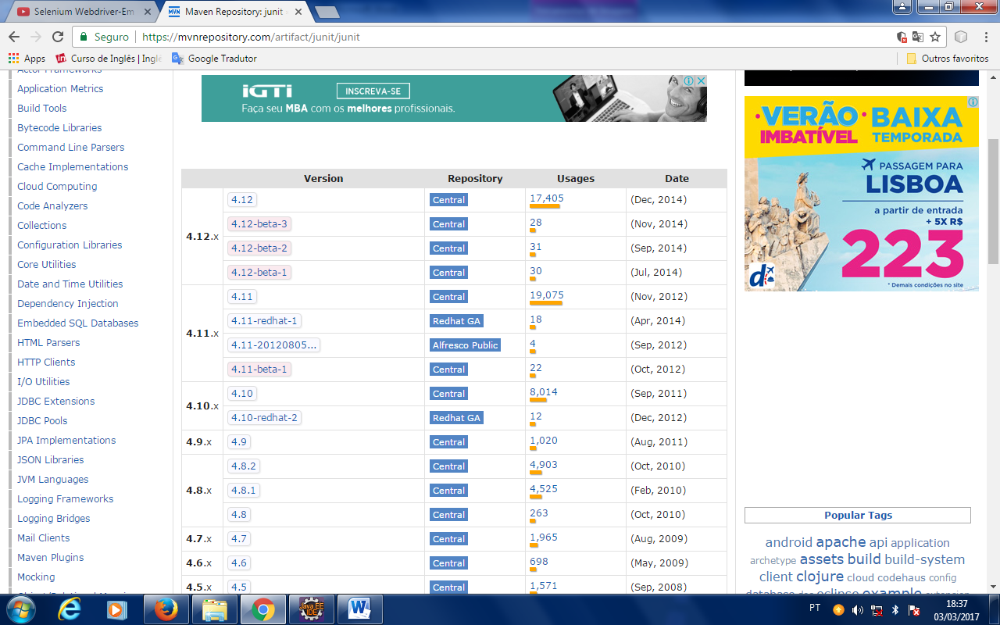 Selenium Webdriver-Em
Maven Repository: junit
Seguro
https://mvnrepository.com/artifact/junit/junit
Apps
Curso de Inglês | Ingl
Google Tradutor
Outros favoritos
Actor Frameworks
Application Metrics
Build Tools
Bytecode Libraries
Command Line Parsers
Cache Implementations
Cloud Computing
Code Analyzers
Collections
Configuration Libraries
Core Utilities
Date and Time Utilities
Dependency Injection
Embedded SQL Databases
HTML Parsers
HTTP Clients
I/O Utilities
JDBC Extensions
JDBC Pools
JPA Implementations
JSON Libraries
JVM Languages
Logging Frameworks
Logging Bridges
Mail Clients
Maven Plugins
Mocking
iGTi
INSCREVA-SE
Faça seu MBA com os melhores profissionais.
Version Repository Usages Date
4.12.x
4.12 Central 17,405 (Dec, 2014)
4.12-beta-3 Central 28 (Nov, 2014)
4.12-beta-2 Central 31 (Sep, 2014)
4.12-beta-1 Central 30 (Jul, 2014)
4.11.x
4.11 Central 19,075 (Nov, 2012)
4.11-redhat-1 Redhat GA 18 (Apr, 2014)
4.11-20120805... Alfresco Public 4 (Sep, 2012)
4.11-beta-1 Central 22 (Oct, 2012)
4.10.x
4.10 Central 8,014 (Sep, 2011)
4.10-redhat-2 Redhat GA 12 (Dec, 2012)
4.9.x 4.9 Central 1,020 (Aug, 2011)
4.8.x
4.8.2 Central 4,903 (Oct, 2010)
4.8.1 Central 4,525 (Feb, 2010)
4.8 Central 263 (Oct, 2010)
4.7.x 4.7 Central 1,965 (Aug, 2009)
4.6.x 4.6 Central 698 (May, 2009)
4.5.x 4.5 Central 1,571 (Sep, 2008)
VERÃO
IMBATÍVEL
BAIXA
TEMPORADA
PASSAGEM PARA
LISBOA
a partir de entrada
+ 5X R$
223
d
* Demais condições no site
Popular Tags
android apache api application
archetype assets build build-system
client clojure cloud codehaus config
database eclipse example extension
MVN
Java EE
IDE
PT
18:37
03/03/2017